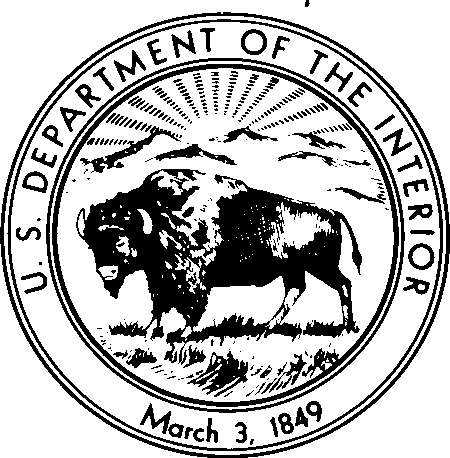 U. S. DEPARTMENT OF THE INTERIOR
March 3, 1849